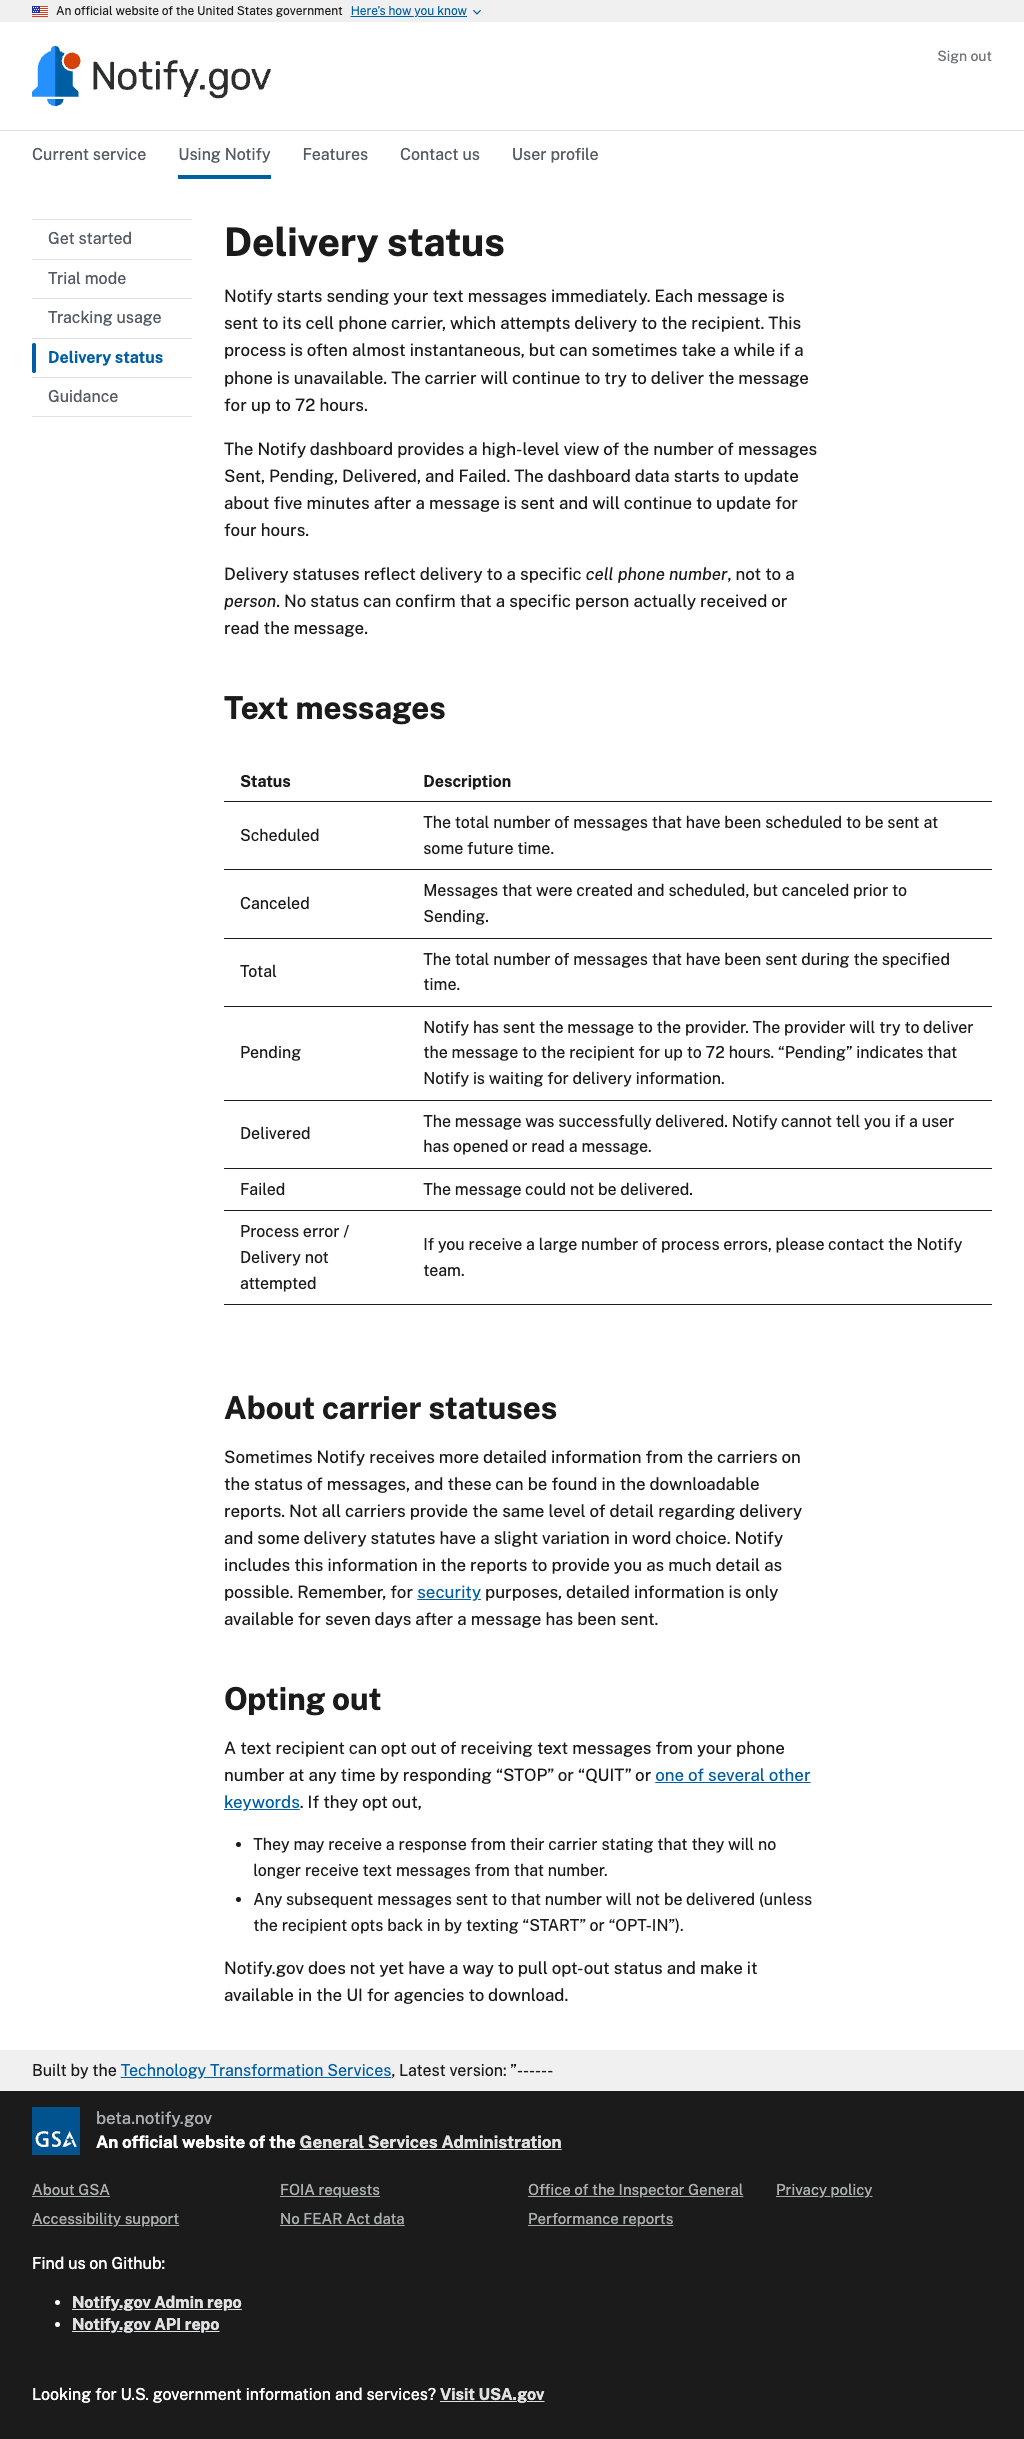 An official website of the United States government Here's how you know
Notify.gov
Sign out
Current service Using Notify Features Contact us User profile
Get started
Trial mode
Tracking usage
Delivery status
Guidance
Delivery status
Notify starts sending your text messages immediately. Each message is
sent to its cell phone carrier, which attempts delivery to the recipient. This
process is often almost instantaneous, but can sometimes take a while if a
phone is unavailable. The carrier will continue to try to deliver the message
for up to 72 hours.
The Notify dashboard provides a high-level view of the number of messages
Sent, Pending, Delivered, and Failed. The dashboard data starts to update
about five minutes after a message is sent and will continue to update for
four hours.
Delivery statuses reflect delivery to a specific cell phone number, not to a
person. No status can confirm that a specific person actually received or
read the message.
Text messages
Status Description
Scheduled
The total number of messages that have been scheduled to be sent at
some future time.
Canceled
Messages that were created and scheduled, but canceled prior to
Sending.
Total
The total number of messages that have been sent during the specified
time.
Pending
Notify has sent the message to the provider. The provider will try to deliver
the message to the recipient for up to 72 hours. “Pending” indicates that
Notify is waiting for delivery information.
Delivered
The message was successfully delivered. Notify cannot tell you if a user
has opened or read a message.
Failed The message could not be delivered.
Process error /
Delivery not
attempted
If you receive a large number of process errors, please contact the Notify
team.
About carrier statuses
Sometimes Notify receives more detailed information from the carriers on
the status of messages, and these can be found in the downloadable
reports. Not all carriers provide the same level of detail regarding delivery
and some delivery statutes have a slight variation in word choice. Notify
includes this information in the reports to provide you as much detail as
possible. Remember, for security purposes, detailed information is only
available for seven days after a message has been sent.
Opting out
A text recipient can opt out of receiving text messages from your phone
number at any time by responding “STOP” or “QUIT” or one of several other
keywords. If they opt out,
• They may receive a response from their carrier stating that they will no
longer receive text messages from that number.
• Any subsequent messages sent to that number will not be delivered (unless
the recipient opts back in by texting “START” or “OPT-IN”).
Notify.gov does not yet have a way to pull opt-out status and make it
available in the UI for agencies to download.
Built by the Technology Transformation Services, Latest version: ”------
GSA
beta.notify.gov
An official website of the General Services Administration
About GSA FOIA requests Office of the Inspector General Privacy policy
Accessibility support No FEAR Act data Performance reports
Find us on Github:
• Notify.gov Admin repo
• Notify.gov API repo
Looking for U.S. government information and services? Visit USA.gov